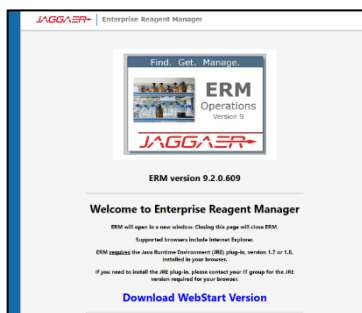 JAGGAER Enterprise Reagent Manager
Find. Get. Manage.
ERM
Operations
Version 9
JAGGAER
ERM version 9.2.0.609
Welcome to Enterprise Reagent Manager
ERM will open in a new window. Closing this page will close ERM.
Supported browsers include Internet Explorer.
ERM requires the Java Runtime Environment (JRE) plug-in, version 1.7 or 1.8,
installed in your browser.
If you need to install the JRE plug-in, please contact your IT group for the JRE
version required for your browser.
Download WebStart Version